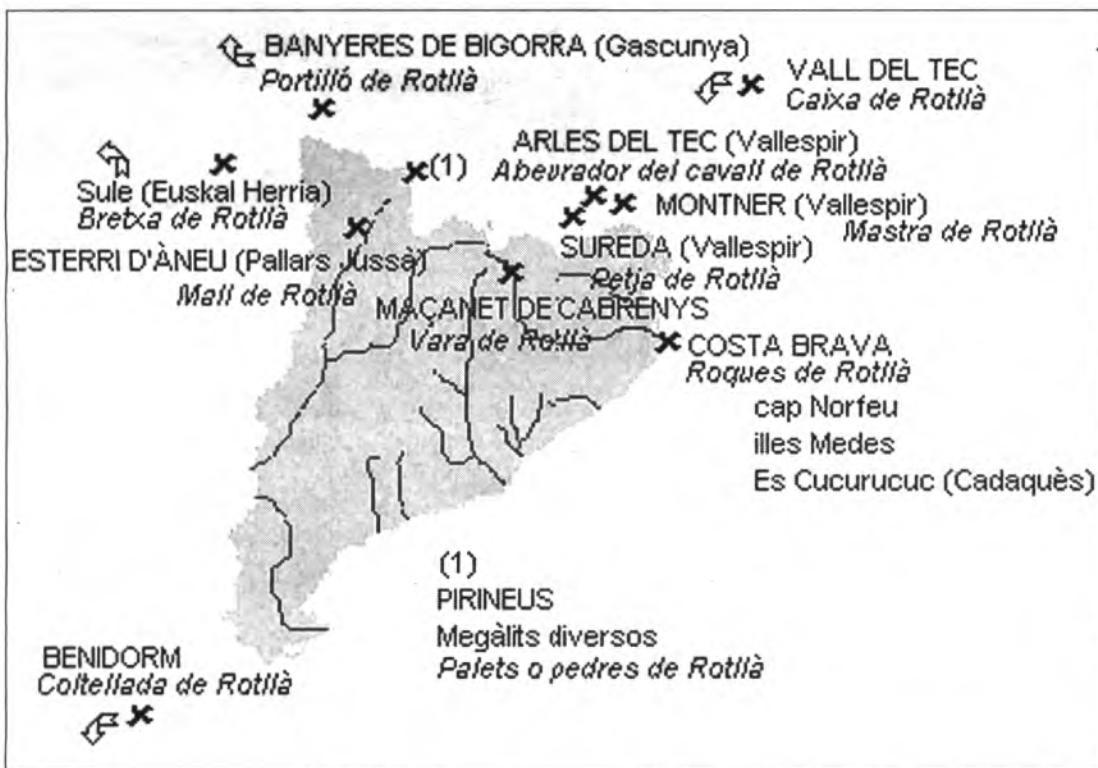 BANYERES DE BIGORRA (Gascunya)
Portilló de Rotllà
VALL DEL TEC
Caixa de Rotllà
ARLES DEL TEC (Vallespir)
Abeurador del cavall de Rotllà
(1)
Sule (Euskal Herria)
Bretxa de Rotllà
MONTNER (Vallespir)
Mastra de Rotllà
SUREDA (Vallespir)
Petja de Rotllà
ESTERRI D'ÀNEU (Pallars Jussà)
Mall de Rotllà
MAÇANET DE CABRENYS
Vara de Rotllà
COSTA BRAVA
Roques de Rotllà
cap Norfeu
illes Medes
Es Cucurucuc (Cadaquès)
(1)
PIRINEUS
Megàlits diversos
Palets o pedres de Rotllà
BENIDORM
Coltellada de Rotllà